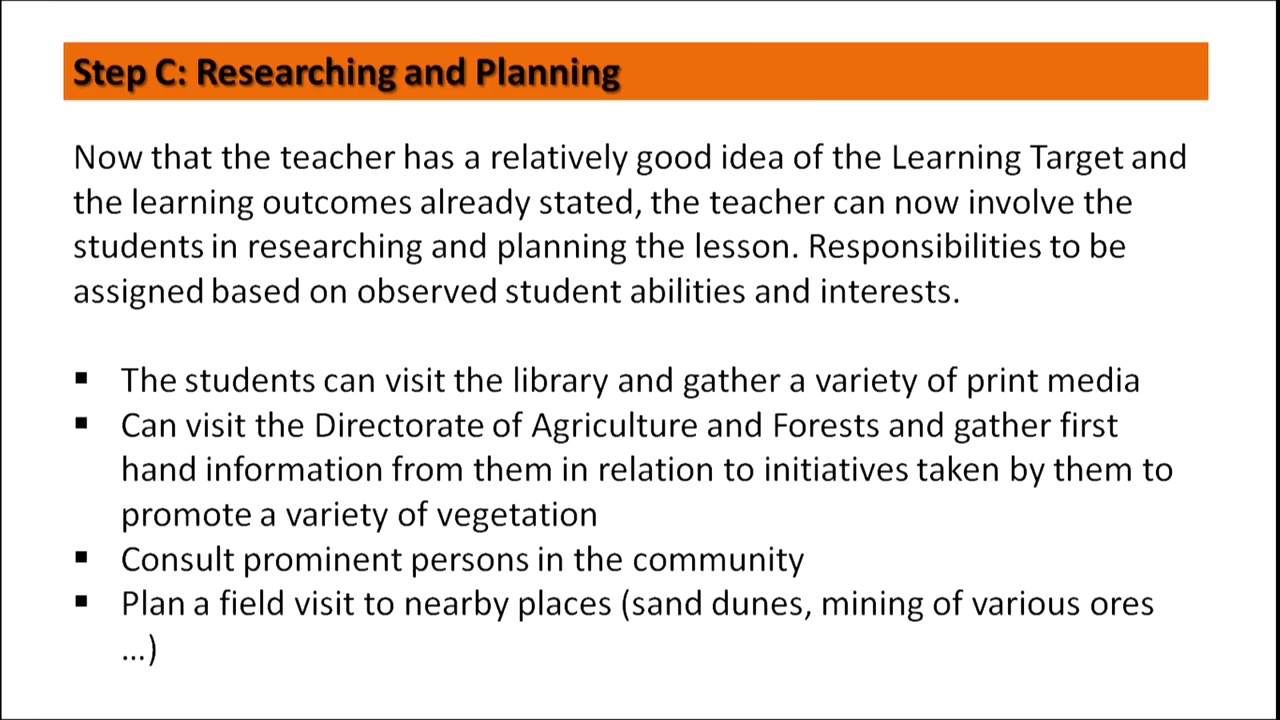 Step C: Researching and Planning
Now that the teacher has a relatively good idea of the Learning Target and
the learning outcomes already stated, the teacher can now involve the
students in researching and planning the lesson. Responsibilities to be
assigned based on observed student abilities and interests.
▪ The students can visit the library and gather a variety of print media
▪ Can visit the Directorate of Agriculture and Forests and gather first
hand information from them in relation to initiatives taken by them to
promote a variety of vegetation
▪ Consult prominent persons in the community
▪ Plan a field visit to nearby places (sand dunes, mining of various ores
...)